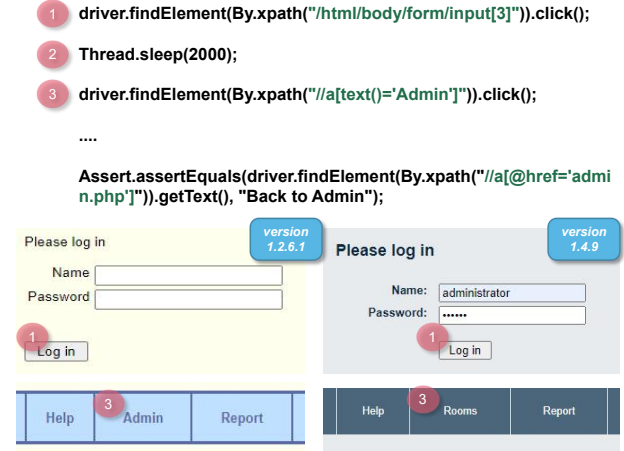 1 driver.findElement(By.xpath("/html/body/form/input[3]")).click();
2 Thread.sleep(2000);
3 driver.findElement(By.xpath("//a[text()='Admin']")).click();
....
Assert.assertEquals(driver.findElement(By.xpath("//a[@href='admi
n.php']")).getText(), "Back to Admin");
version
1.2.6.1
Please log in
Name
Password
1
Log in
3
Help Admin Report
version
1.4.9
Please log in
Name: administrator
Password: ••••••
1
Log in
3
Help Rooms Report